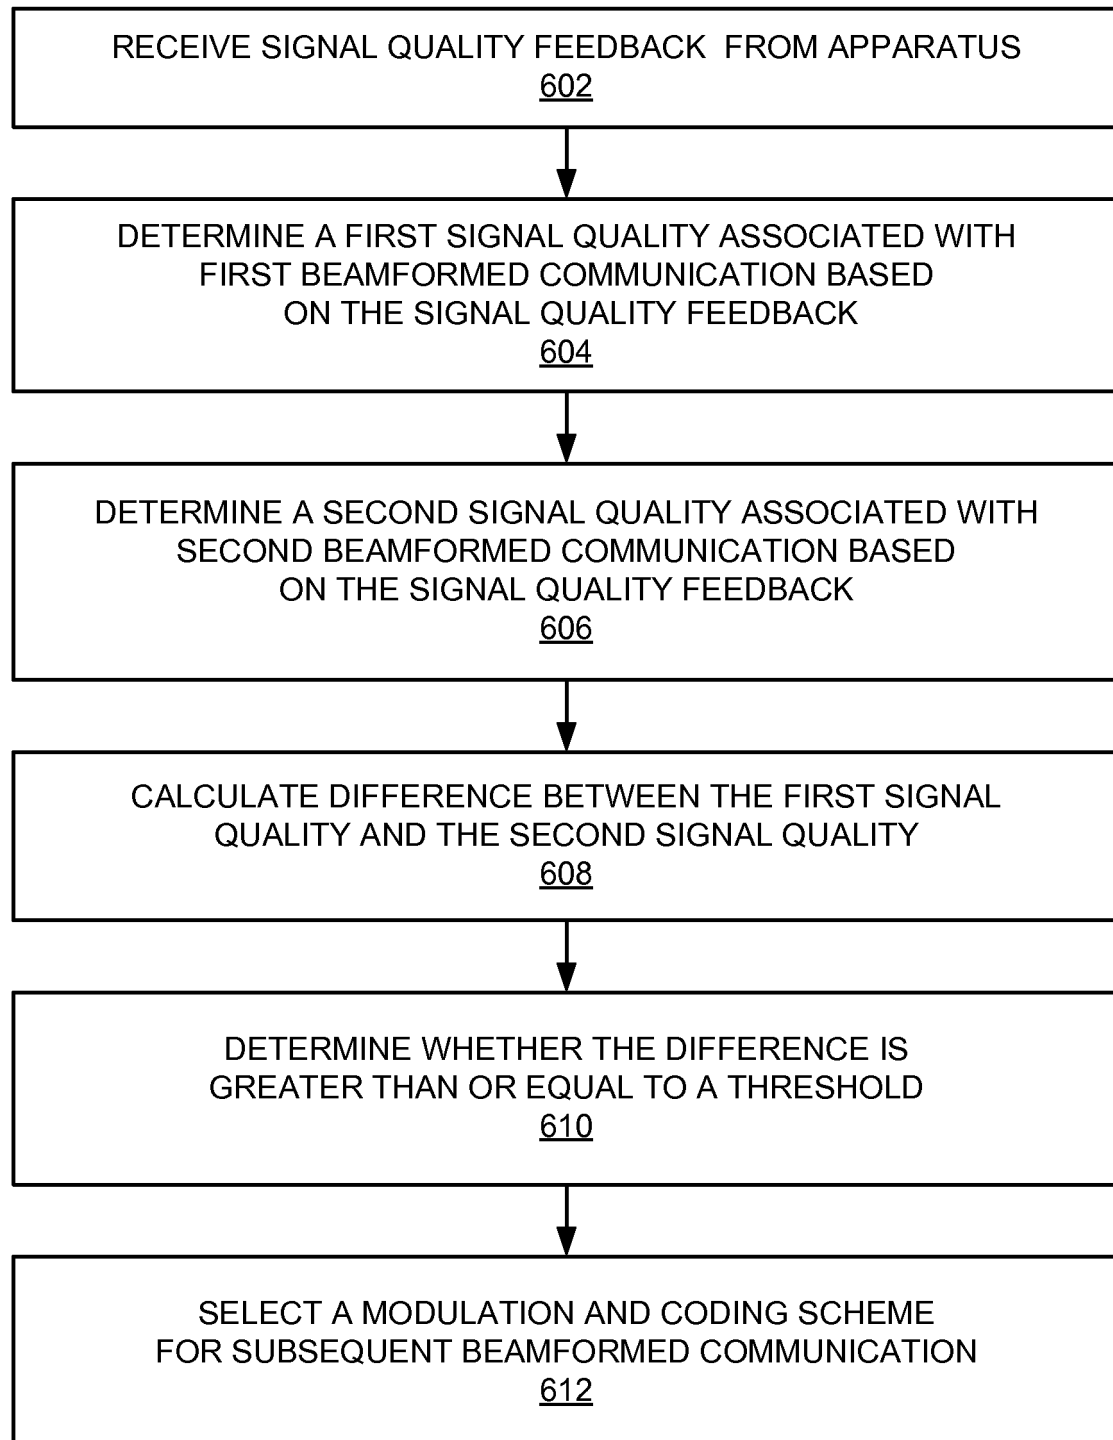 RECEIVE SIGNAL QUALITY FEEDBACK FROM APPARATUS
602
DETERMINE A FIRST SIGNAL QUALITY ASSOCIATED WITH
FIRST BEAMFORMED COMMUNICATION BASED
ON THE SIGNAL QUALITY FEEDBACK
604
DETERMINE A SECOND SIGNAL QUALITY ASSOCIATED WITH
SECOND BEAMFORMED COMMUNICATION BASED
ON THE SIGNAL QUALITY FEEDBACK
606
CALCULATE DIFFERENCE BETWEEN THE FIRST SIGNAL
QUALITY AND THE SECOND SIGNAL QUALITY
608
DETERMINE WHETHER THE DIFFERENCE IS
GREATER THAN OR EQUAL TO A THRESHOLD
610
SELECT A MODULATION AND CODING SCHEME
FOR SUBSEQUENT BEAMFORMED COMMUNICATION
612